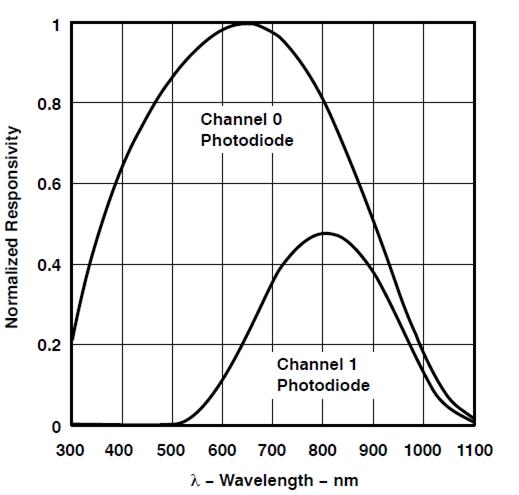 1
0.8
0.6
0.4
0.2
0
Normalized Responsivity
Channel 0
Photodiode
Channel 1
Photodiode
300 400 500 600 700 800 900 1000 1100
λ – Wavelength – nm